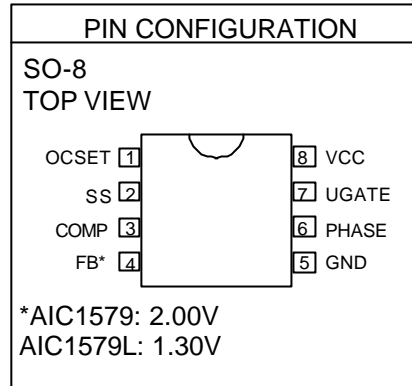 PIN CONFIGURATION
SO-8
TOP VIEW
OCSET 1 8 VCC
SS 2 7 UGATE
COMP 3 6 PHASE
FB* 4 5 GND
*AIC1579: 2.00V
AIC1579L: 1.30V